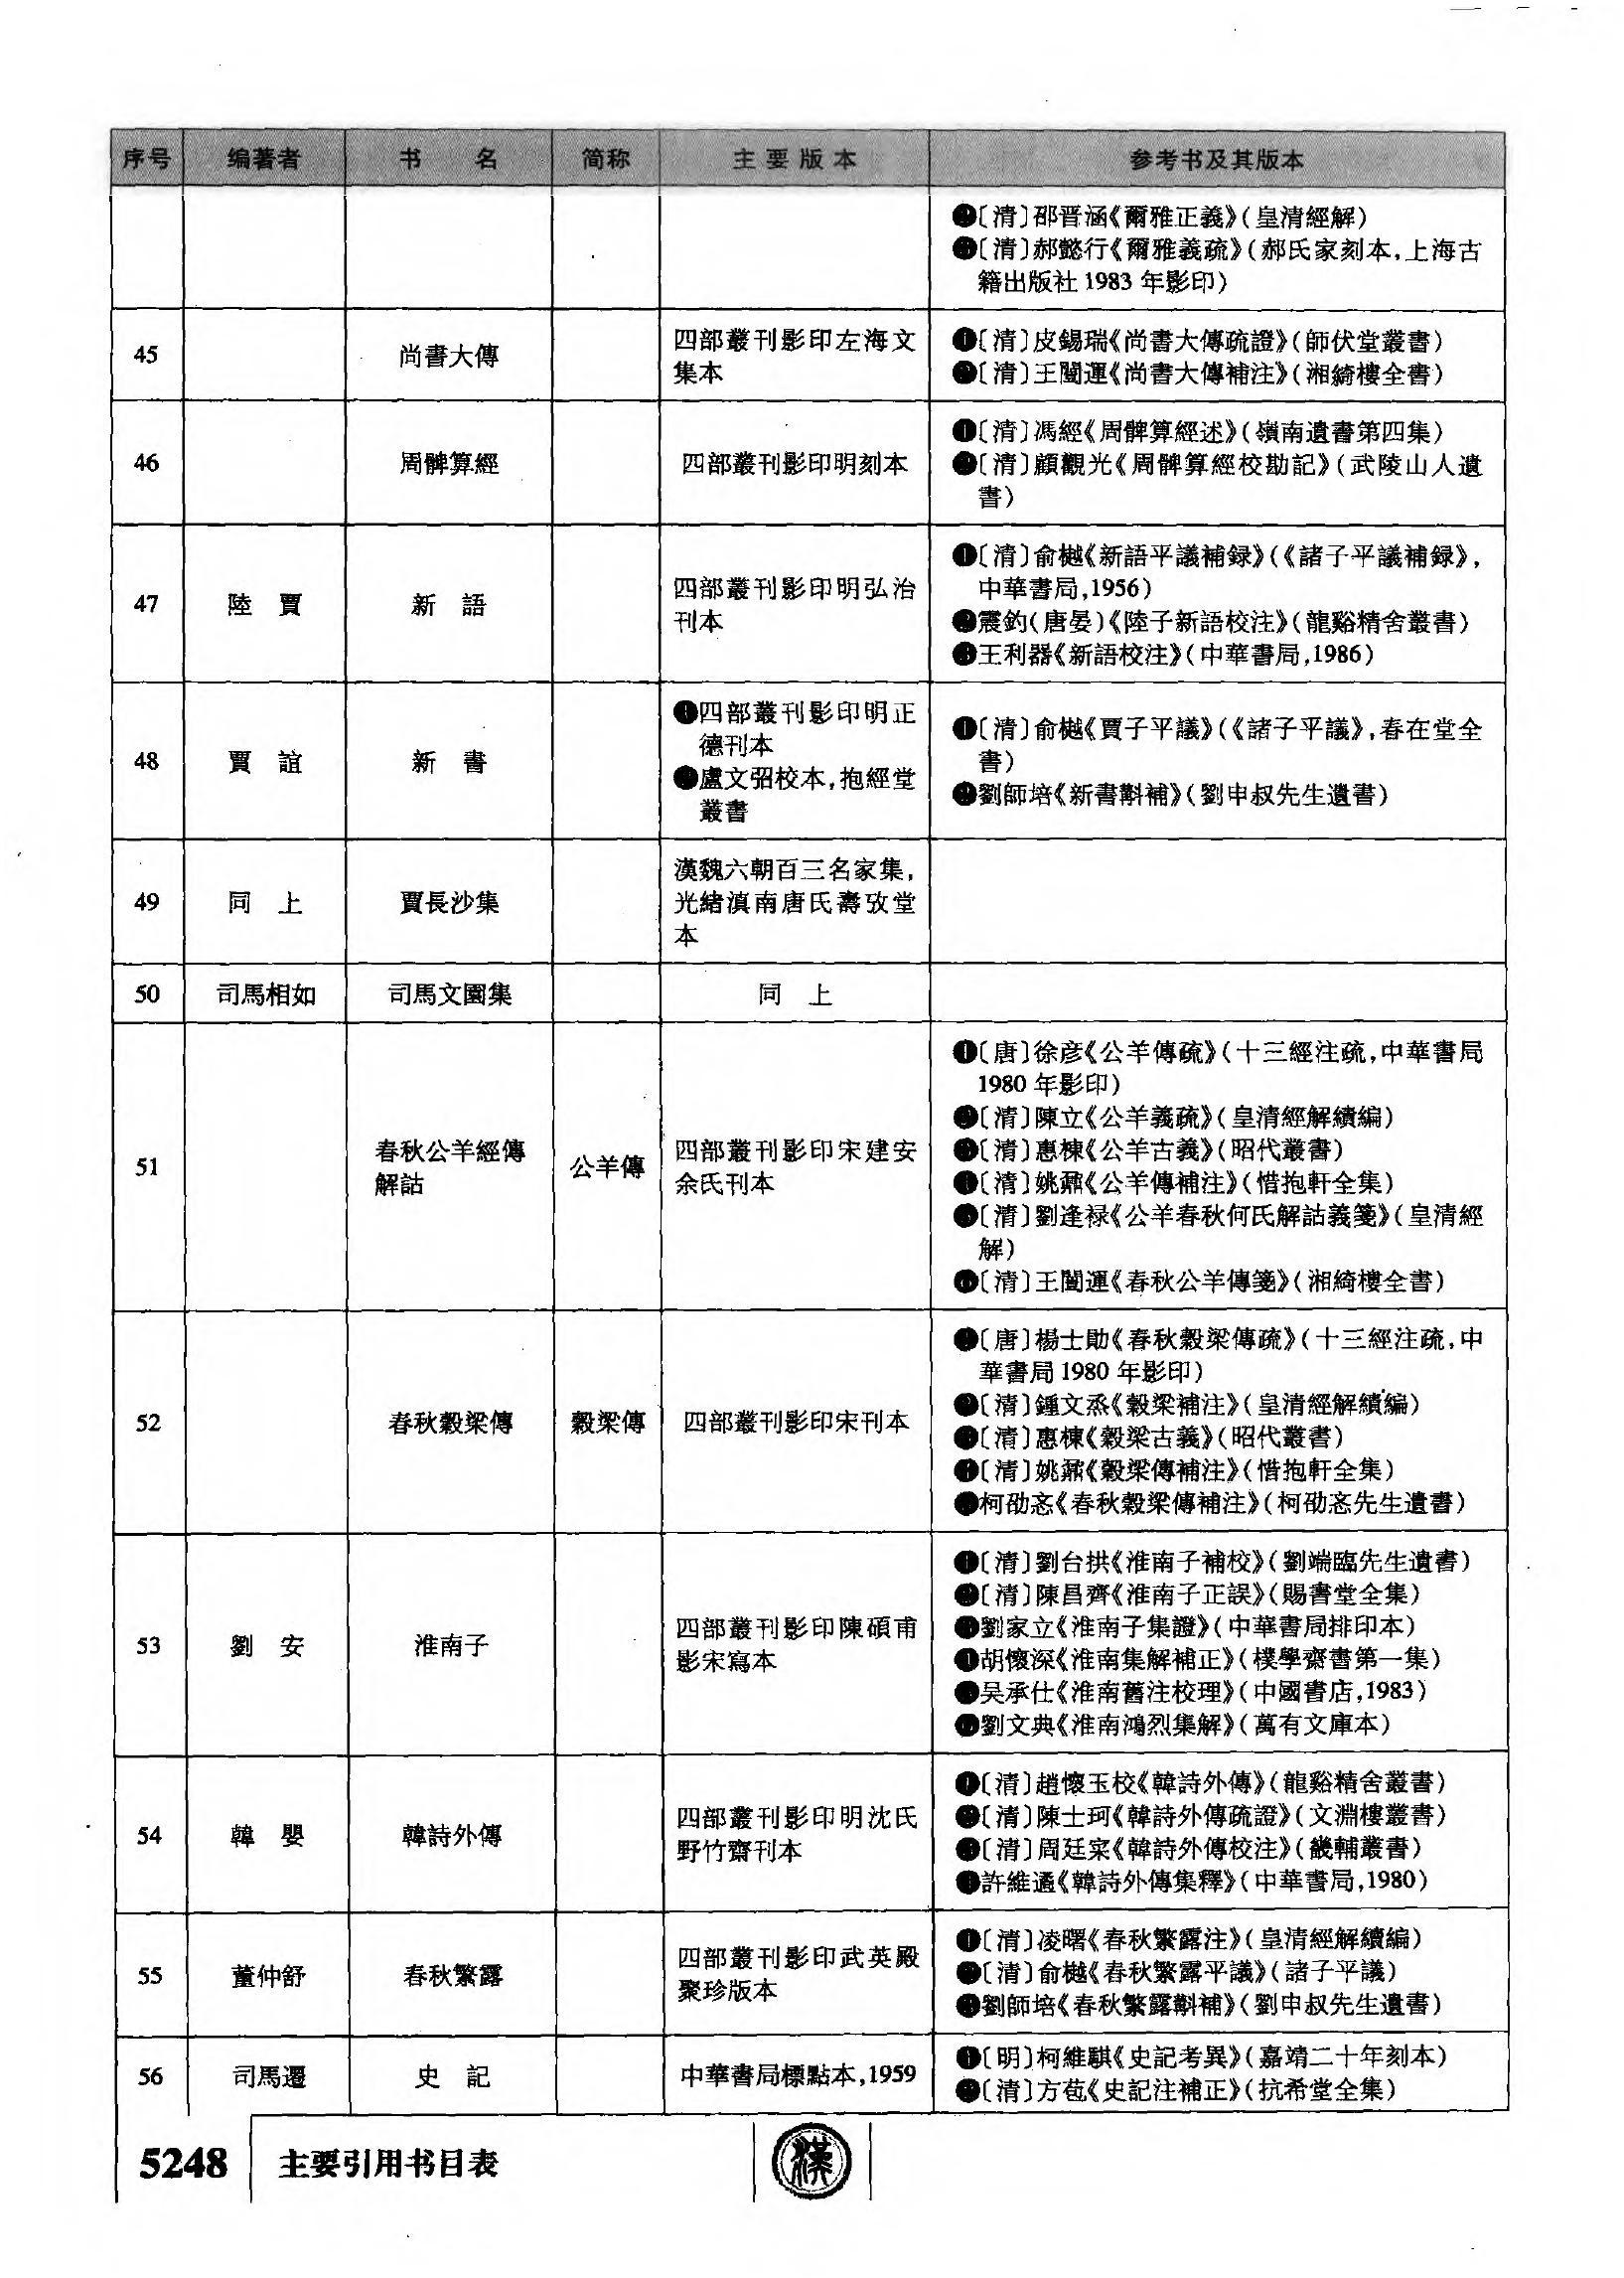 序号 编著者 书 名 简称 主要版本 参考书及其版本
❷〔清〕邵晋涵《爾雅正義》(皇清經解)
❸〔清〕郝懿行《爾雅義疏》(郝氏家刻本,上海古
籍出版社1983年影印)
45
尚書大傳
四部叢刊影印左海文
集本
❶〔清〕皮錫瑞《尚書大傳疏證》(師伏堂叢書)
❷〔清〕王闓運《尚書大傳補注》(湘綺樓全書)
46
周髀算經
四部叢刊影印明刻本
❶〔清〕馮經《周髀算經述》(嶺南遺書第四集)
❷〔清〕顧觀光《周髀算經校勘記》(武陵山人遺
書)
47
陸 賈
新 語
四部叢刊影印明弘治
刊本
❶〔清〕俞樾《新語平議補録》(《諸子平議補録》,
中華書局,1956)
❷震鈞(唐晏)《陸子新語校注》(龍谿精舍叢書)
❸王利器《新語校注》(中華書局,1986)
48
賈 誼
新 書
❶四部叢刊影印明正
德刊本
❷盧文弨校本,抱經堂
叢書
❶〔清〕俞樾《賈子平議》(《諸子平議》,春在堂全
書)
❷劉師培《新書斠補》(劉申叔先生遺書)
49
同 上
賈長沙集
漢魏六朝百三名家集,
光緒滇南唐氏壽攷堂
本
50
司馬相如
司馬文園集
同 上
51
春秋公羊經傳
解詁
公羊傳
四部叢刊影印宋建安
余氏刊本
❶〔唐〕徐彦《公羊傳疏》(十三經注疏,中華書局
1980年影印)
❷〔清〕陳立《公羊義疏》(皇清經解續編)
❸〔清〕惠棟《公羊古義》(昭代叢書)
❹〔清〕姚鼐《公羊傳補注》(惜抱軒全集)
❺〔清〕劉逢禄《公羊春秋何氏解詁義箋》(皇清經
解)
❻〔清〕王闓運《春秋公羊傳箋》(湘綺樓全書)
52
春秋穀梁傳
穀梁傳
四部叢刊影印宋刊本
❶〔唐〕楊士勛《春秋穀梁傳疏》(十三經注疏,中
華書局1980年影印)
❷〔清〕鍾文烝《穀梁補注》(皇清經解續編)
❸〔清〕惠棟《穀梁古義》(昭代叢書)
❹〔清〕姚鼐《穀梁傳補注》(惜抱軒全集)
❺柯劭忞《春秋穀梁傳補注》(柯劭忞先生遺書)
53
劉 安
淮南子
四部叢刊影印陳碩甫
影宋寫本
❶〔清〕劉台拱《淮南子補校》(劉端臨先生遺書)
❷〔清〕陳昌齊《淮南子正誤》(賜書堂全集)
❸劉家立《淮南子集證》(中華書局排印本)
❹胡懷深《淮南集解補正》(樸學齋書第一集)
❺吴承仕《淮南舊注校理》(中國書店,1983)
❻劉文典《淮南鴻烈集解》(萬有文庫本)
54
韓 嬰
韓詩外傳
四部叢刊影印明沈氏
野竹齋刊本
❶〔清〕趙懷玉校《韓詩外傳》(龍谿精舍叢書)
❷〔清〕陳士珂《韓詩外傳疏證》(文淵樓叢書)
❸〔清〕周廷寀《韓詩外傳校注》(畿輔叢書)
❹許維遹《韓詩外傳集釋》(中華書局,1980)
55
董仲舒
春秋繁露
四部叢刊影印武英殿
聚珍版本
❶〔清〕凌曙《春秋繁露注》(皇清經解續編)
❷〔清〕俞樾《春秋繁露平議》(諸子平議)
❸劉師培《春秋繁露斠補》(劉申叔先生遺書)
56
司馬遷
史 記
中華書局標點本,1959
❶〔明〕柯維騏《史記考異》(嘉靖二十年刻本)
❷〔清〕方苞《史記注補正》(抗希堂全集)
5248 主要引用书目表
漢